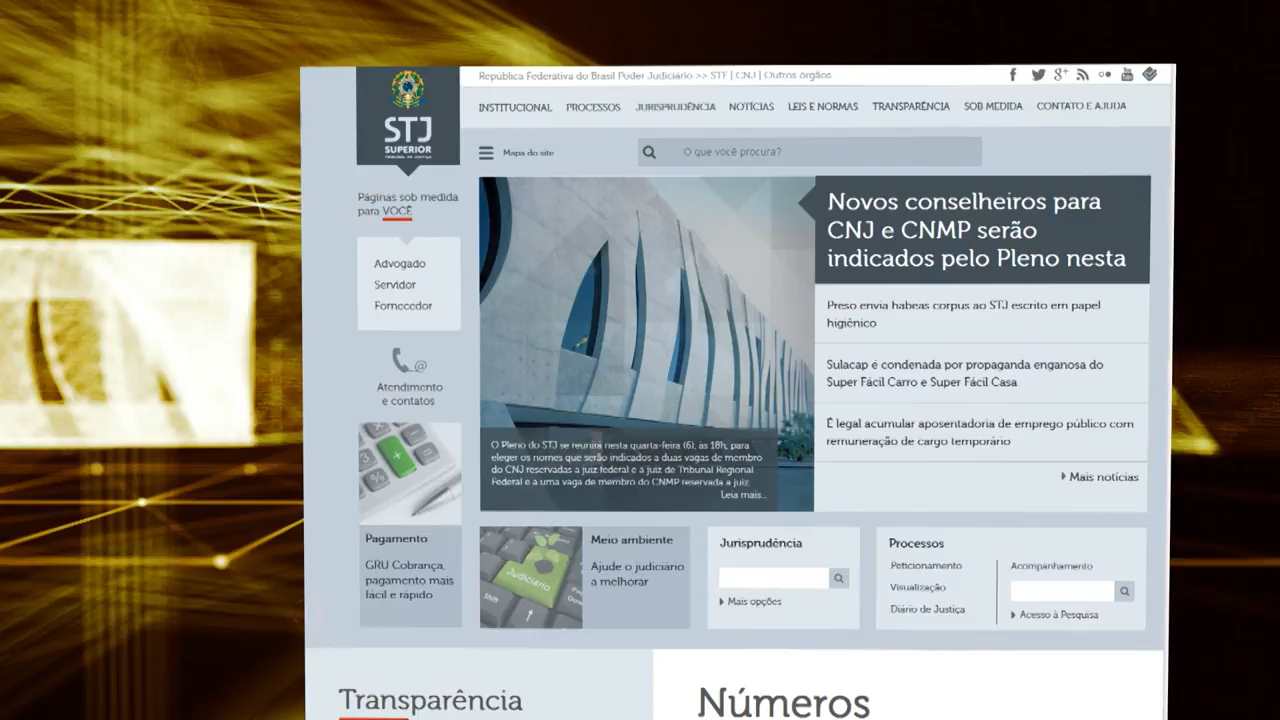 República Federativa do Brasil Poder Judiciário >> STF | CNJ | Outros órgãos
STJ
SUPERIOR
TRIBUNAL DE JUSTIÇA
INSTITUCIONAL PROCESSOS JURISPRUDÊNCIA NOTÍCIAS LEIS E NORMAS TRANSPARÊNCIA SOB MEDIDA CONTATO E AJUDA
Mapa do site
O que você procura?
Páginas sob medida
para VOCÊ
Advogado
Servidor
Fornecedor
Atendimento
e contatos
Pagamento
GRU Cobrança,
pagamento mais
fácil e rápido
Novos conselheiros para
CNJ e CNMP serão
indicados pelo Pleno nesta
Preso envia habeas corpus ao STJ escrito em papel
higiênico
Sulacap é condenada por propaganda enganosa do
Super Fácil Carro e Super Fácil Casa
É legal acumular aposentadoria de emprego público com
remuneração de cargo temporário
Mais notícias
O Pleno do STJ se reunirá nesta quarta-feira (6), às 18h, para
eleger os nomes que serão indicados a duas vagas de membro
do CNJ reservadas a juiz federal e a juiz de Tribunal Regional
Federal e a uma vaga de membro do CNMP reservada a juiz
Leia mais...
Judiciário
Shift
Meio ambiente
Ajude o judiciário
a melhorar
Jurisprudência
Mais opções
Processos
Peticionamento
Visualização
Diário de Justiça
Acompanhamento
Acesso à Pesquisa
Transparência
Números